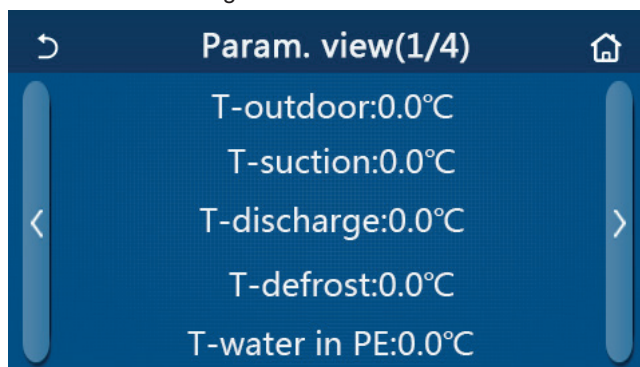 Param. view(1/4)
T-outdoor:0.0℃
T-suction:0.0℃
T-discharge:0.0℃
T-defrost:0.0℃
T-water in PE:0.0℃